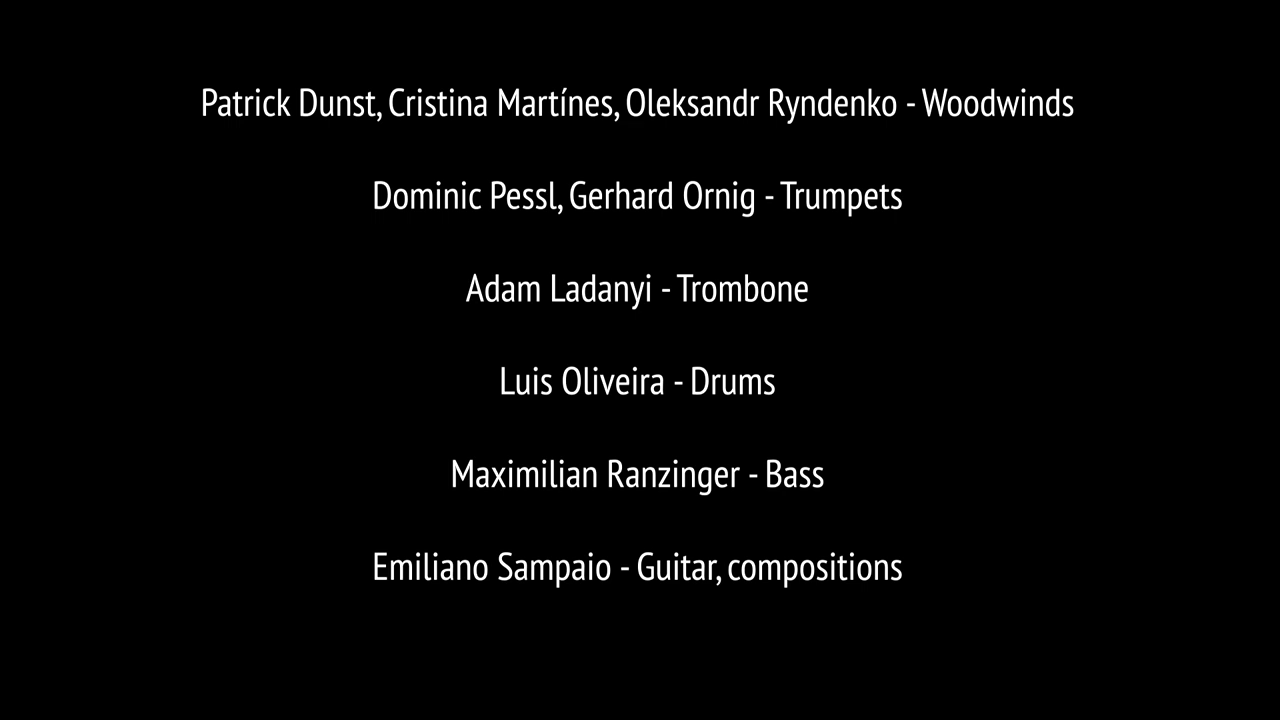 Patrick Dunst, Cristina Martínes, Oleksandr Ryndenko - Woodwinds
Dominic Pessl, Gerhard Ornig - Trumpets
Adam Ladanyi - Trombone
Luis Oliveira - Drums
Maximilian Ranzinger - Bass
Emiliano Sampaio - Guitar, compositions